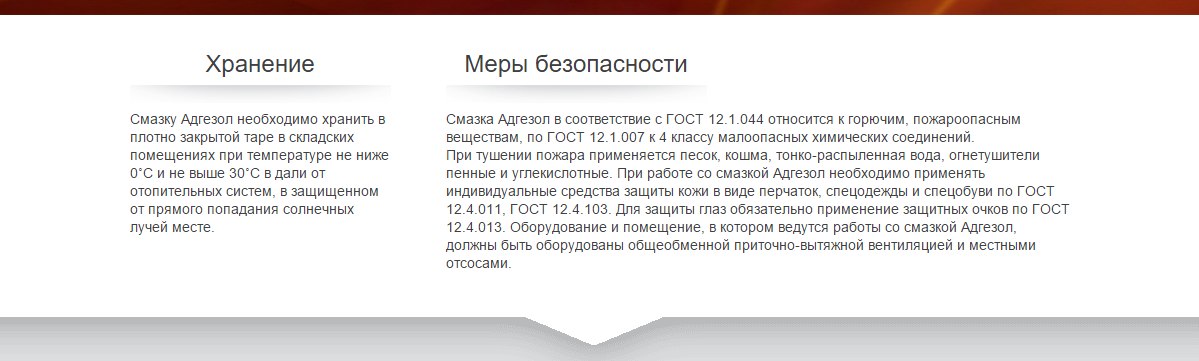 Хранение
Смазку Адгезол необходимо хранить в
плотно закрытой таре в складских
помещениях при температуре не ниже
0˚С и не выше 30˚С в дали от
отопительных систем, в защищенном
от прямого попадания солнечных
лучей месте.
Меры безопасности
Смазка Адгезол в соответствие с ГОСТ 12.1.044 относится к горючим, пожароопасным
веществам, по ГОСТ 12.1.007 к 4 классу малоопасных химических соединений.
При тушении пожара применяется песок, кошма, тонко-распыленная вода, огнетушители
пенные и углекислотные. При работе со смазкой Адгезол необходимо применять
индивидуальные средства защиты кожи в виде перчаток, спецодежды и спецобуви по ГОСТ
12.4.011, ГОСТ 12.4.103. Для защиты глаз обязательно применение защитных очков по ГОСТ
12.4.013. Оборудование и помещение, в котором ведутся работы со смазкой Адгезол,
должны быть оборудованы общеобменной приточно-вытяжной вентиляцией и местными
отсосами.